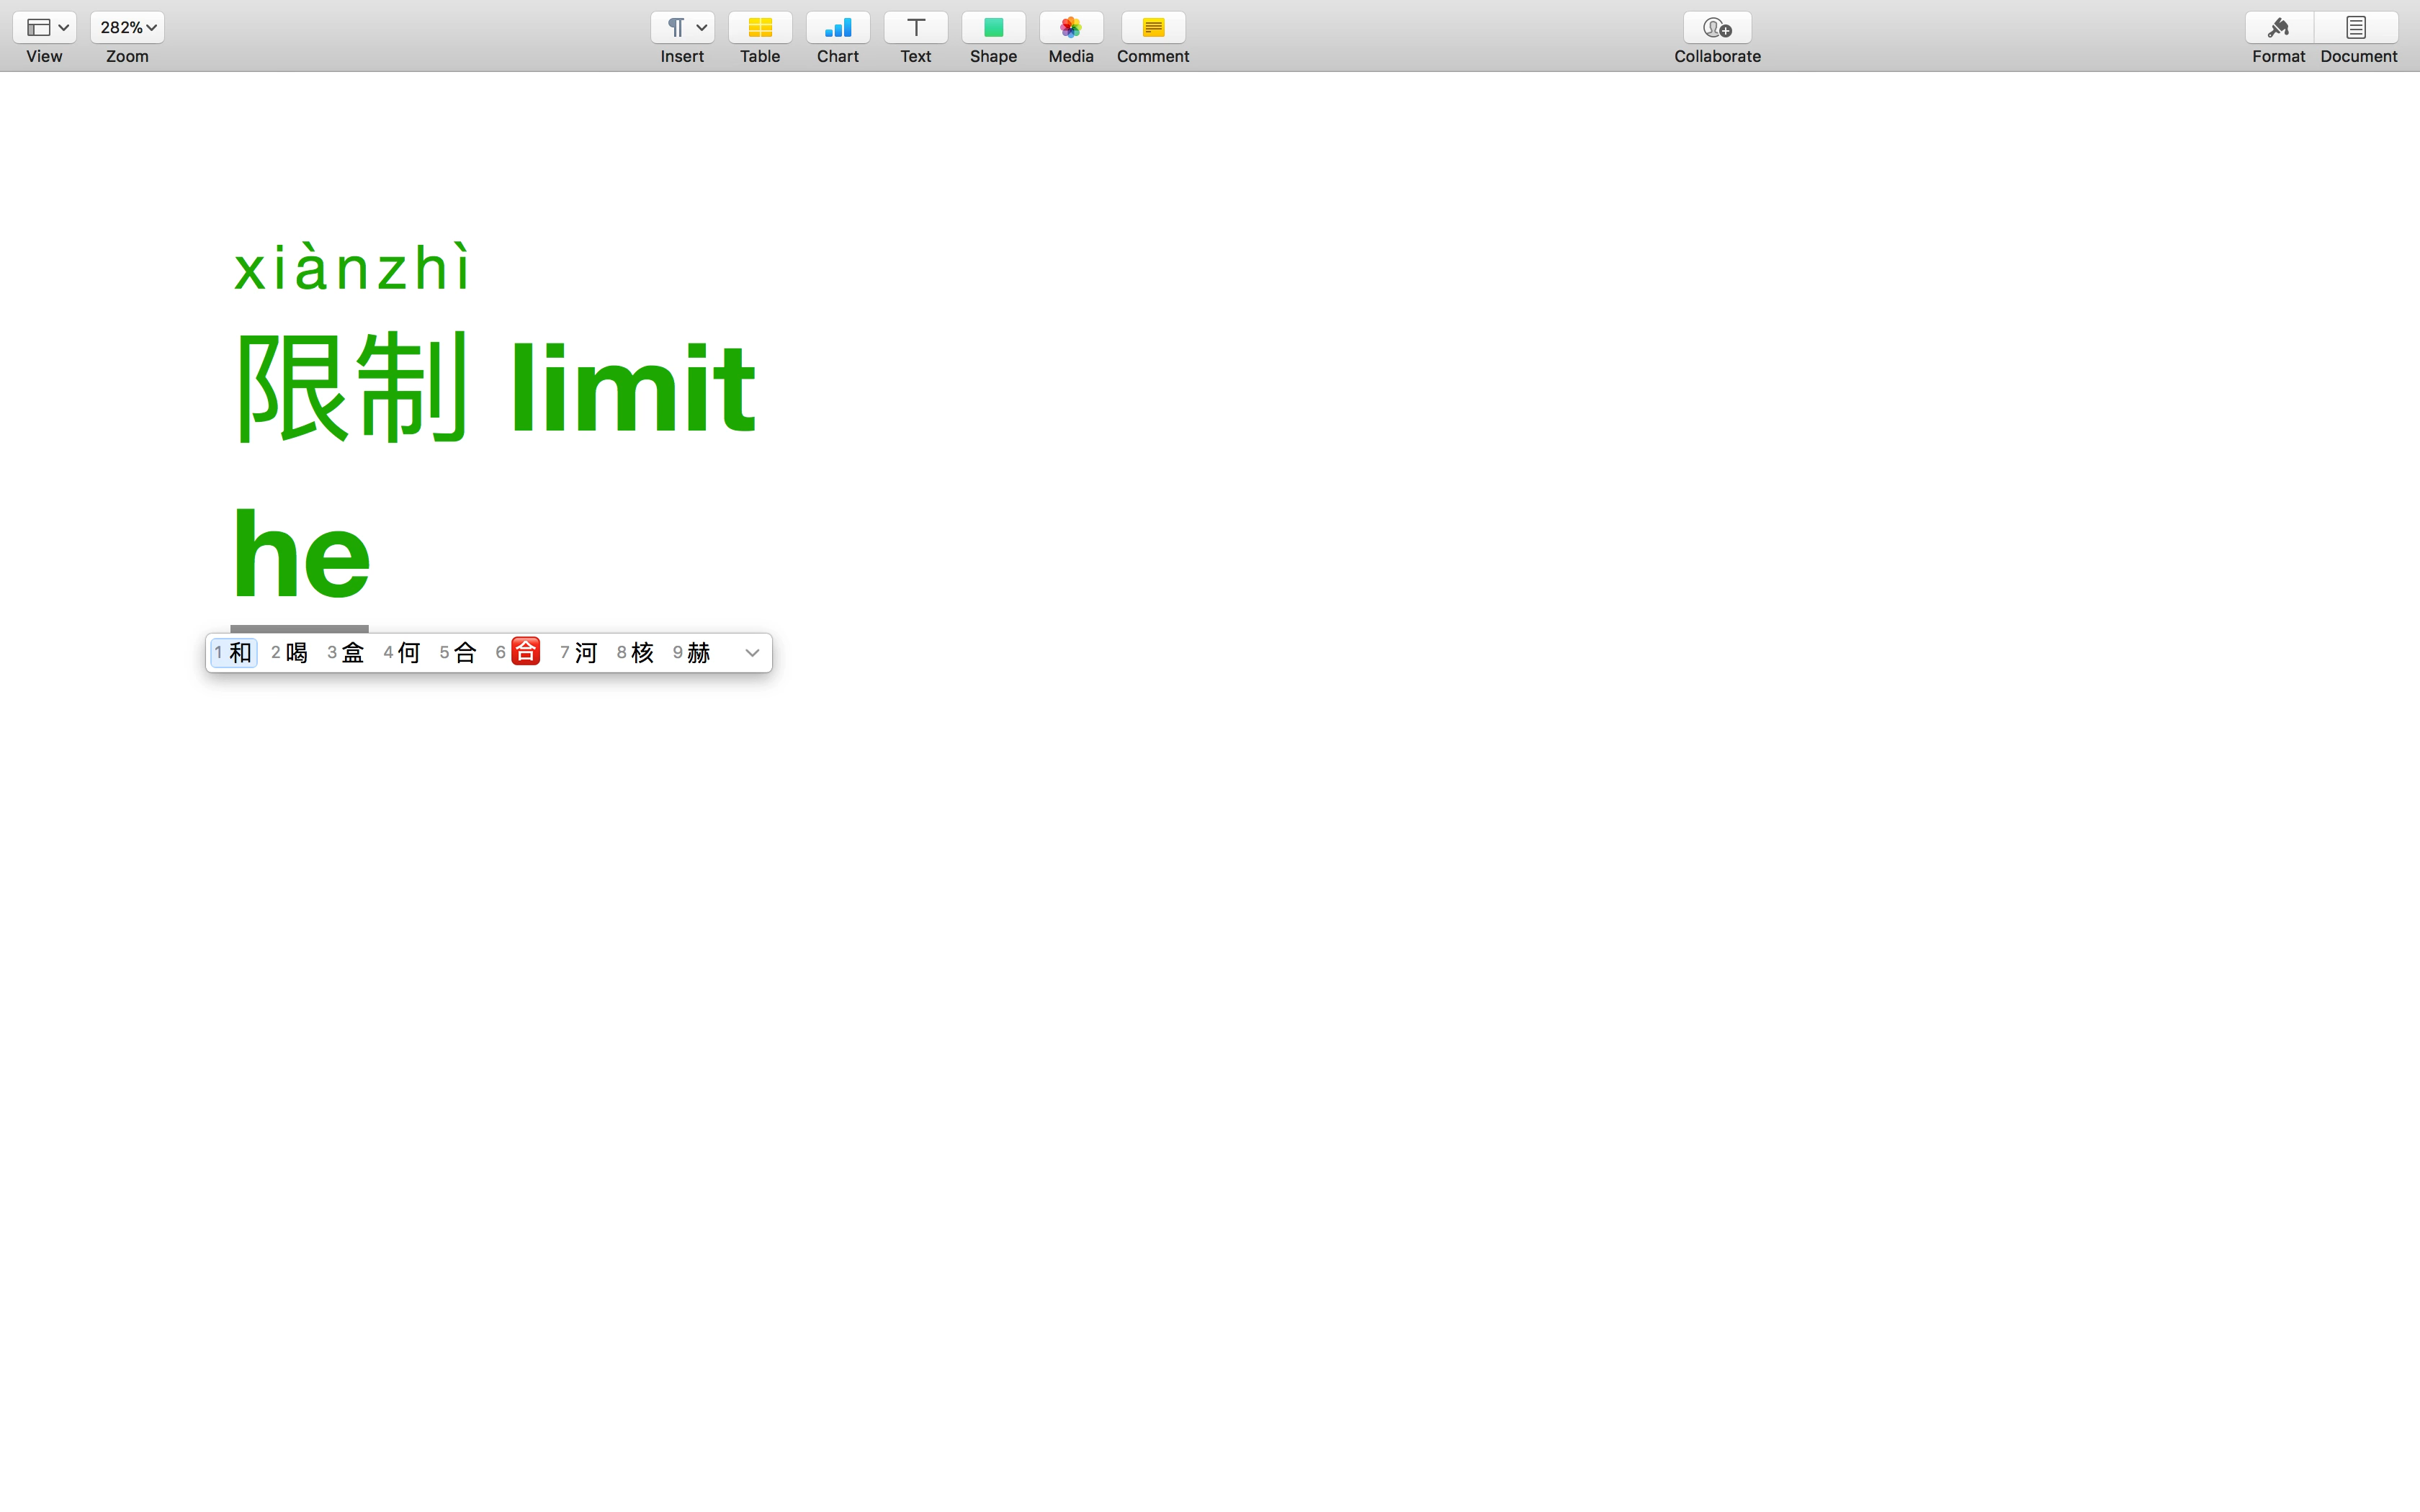 282%
View Zoom Insert Table Chart Text Shape Media Comment Collaborate Format Document
xiànzhì
限制 limit
he
1 和 2 喝 3 盒 4 何 5 合 6 🈴 7 河 8 核 9 赫